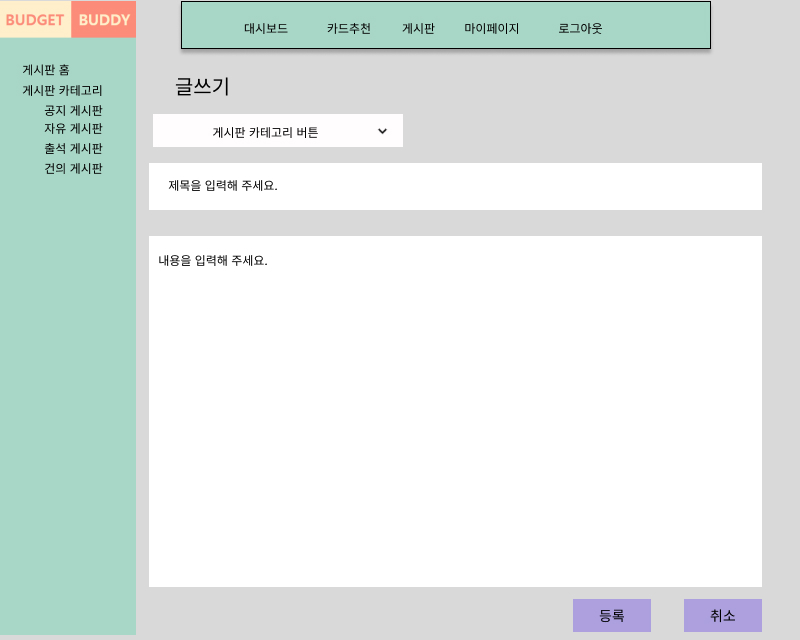 BUDGET BUDDY
대시보드 카드추천 게시판 마이페이지 로그아웃
게시판 홈
게시판 카테고리
공지 게시판
자유 게시판
출석 게시판
건의 게시판
글쓰기
게시판 카테고리 버튼
제목을 입력해 주세요.
내용을 입력해 주세요.
등록 취소